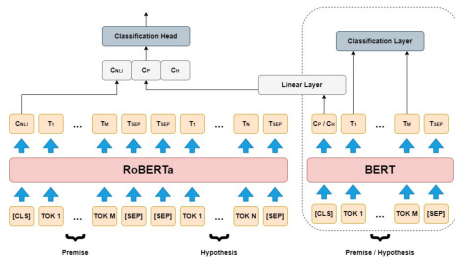 Classification Head
Classification Layer
CNLI CP CH
Linear Layer
CNLI T1 ... TM TSEP TSEP T1 ... TN TSEP
CP / CH T1 ... TM TSEP
RoBERTa
BERT
[CLS] TOK 1 ... TOK M [SEP] [SEP] TOK 1 ... TOK N [SEP]
[CLS] TOK 1 ... TOK M [SEP]
Premise
Hypothesis
Premise / Hypothesis